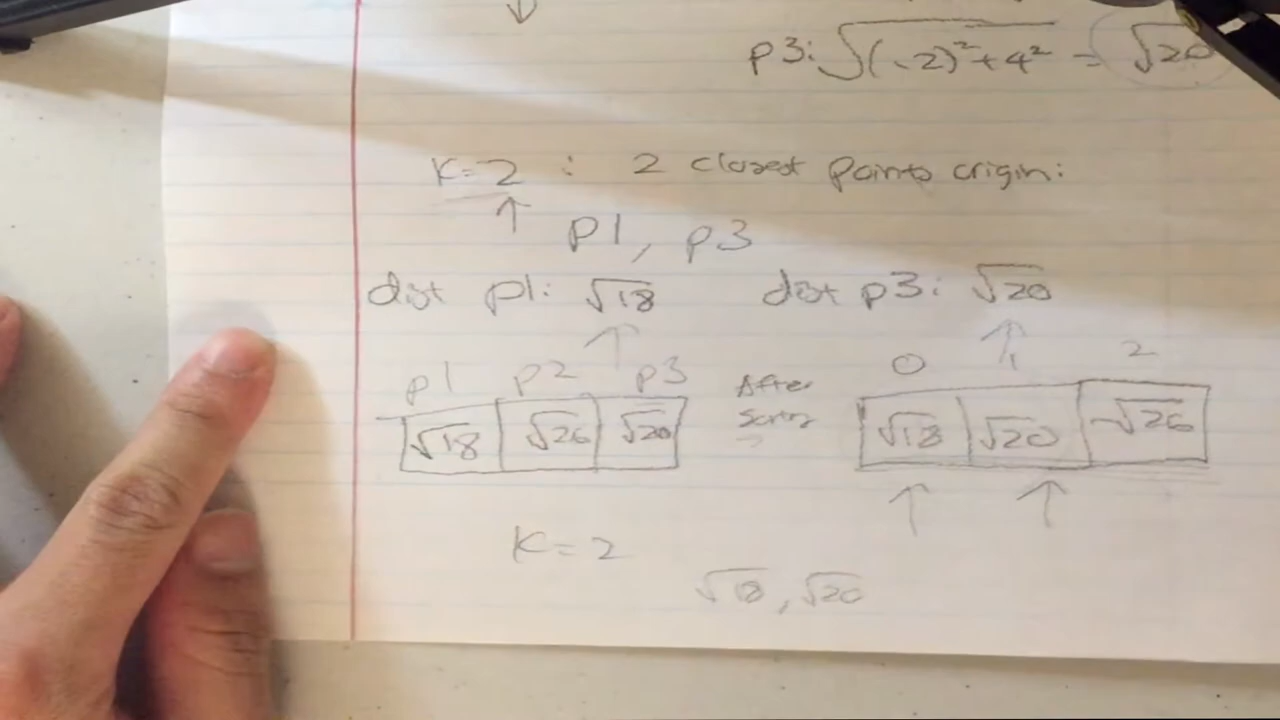 p3: √(-2)²+4² = √20
K=2 : 2 closest points origin:
p1, p3
dist p1: √18 dist p3: √20
p1 p2 p3 After 0 1 2
√18 √26 √20 √18 √20 √26
K=2
√18, √20